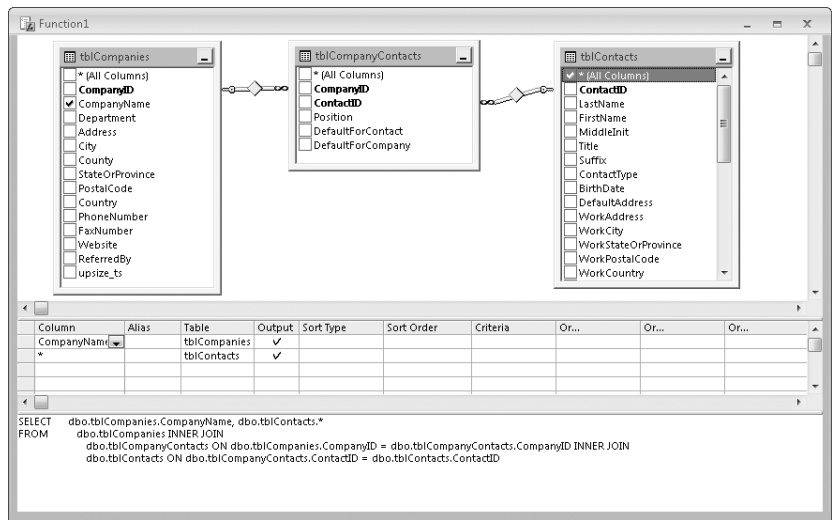 Function1
tblCompanies
* (All Columns)
CompanyID
CompanyName
Department
Address
City
County
StateOrProvince
PostalCode
Country
PhoneNumber
FaxNumber
Website
ReferredBy
upsize_ts
tblCompanyContacts
* (All Columns)
CompanyID
ContactID
Position
DefaultForContact
DefaultForCompany
tblContacts
* (All Columns)
ContactID
LastName
FirstName
MiddleInit
Title
Suffix
ContactType
BirthDate
DefaultAddress
WorkAddress
WorkCity
WorkStateOrProvince
WorkPostalCode
WorkCountry
Column Alias Table Output Sort Type Sort Order Criteria Or... Or... Or...
CompanyName tblCompanies
* tblContacts
SELECT dbo.tblCompanies.CompanyName, dbo.tblContacts.*
FROM dbo.tblCompanies INNER JOIN
dbo.tblCompanyContacts ON dbo.tblCompanies.CompanyID = dbo.tblCompanyContacts.CompanyID INNER JOIN
dbo.tblContacts ON dbo.tblCompanyContacts.ContactID = dbo.tblContacts.ContactID